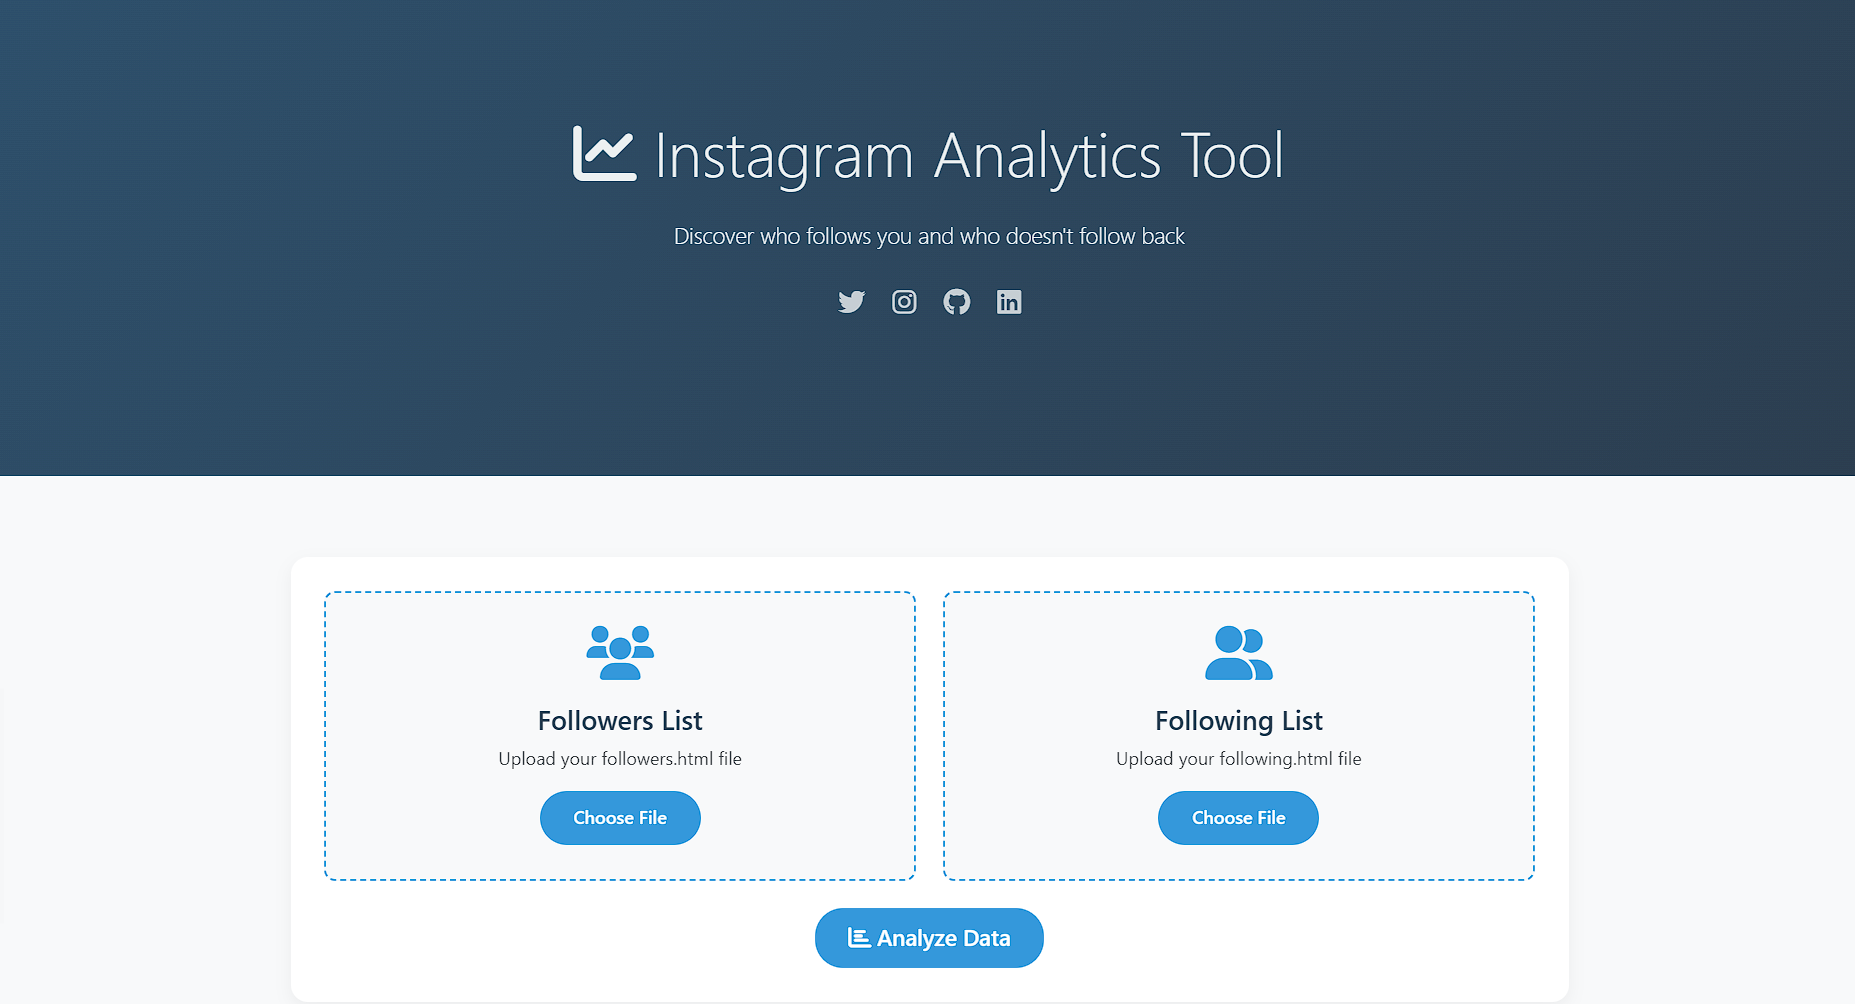 Instagram Analytics Tool
Discover who follows you and who doesn't follow back
Followers List
Upload your followers.html file
Choose File
Following List
Upload your following.html file
Choose File
Analyze Data